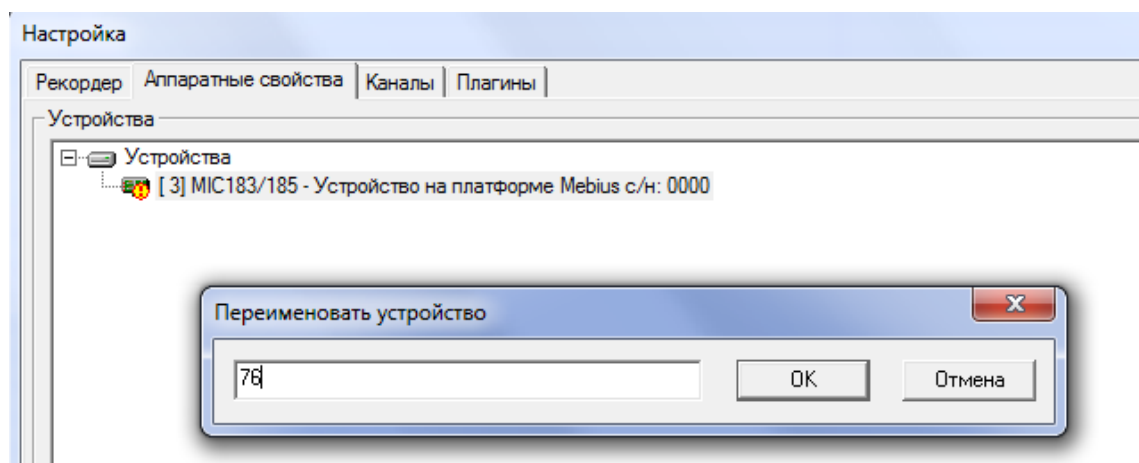 Настройка
Рекордер Аппаратные свойства Каналы Плагины
Устройства
Устройства
[ 3] MIC183/185 - Устройство на платформе Mebius с/н: 0000
Переименовать устройство
76 OK Отмена